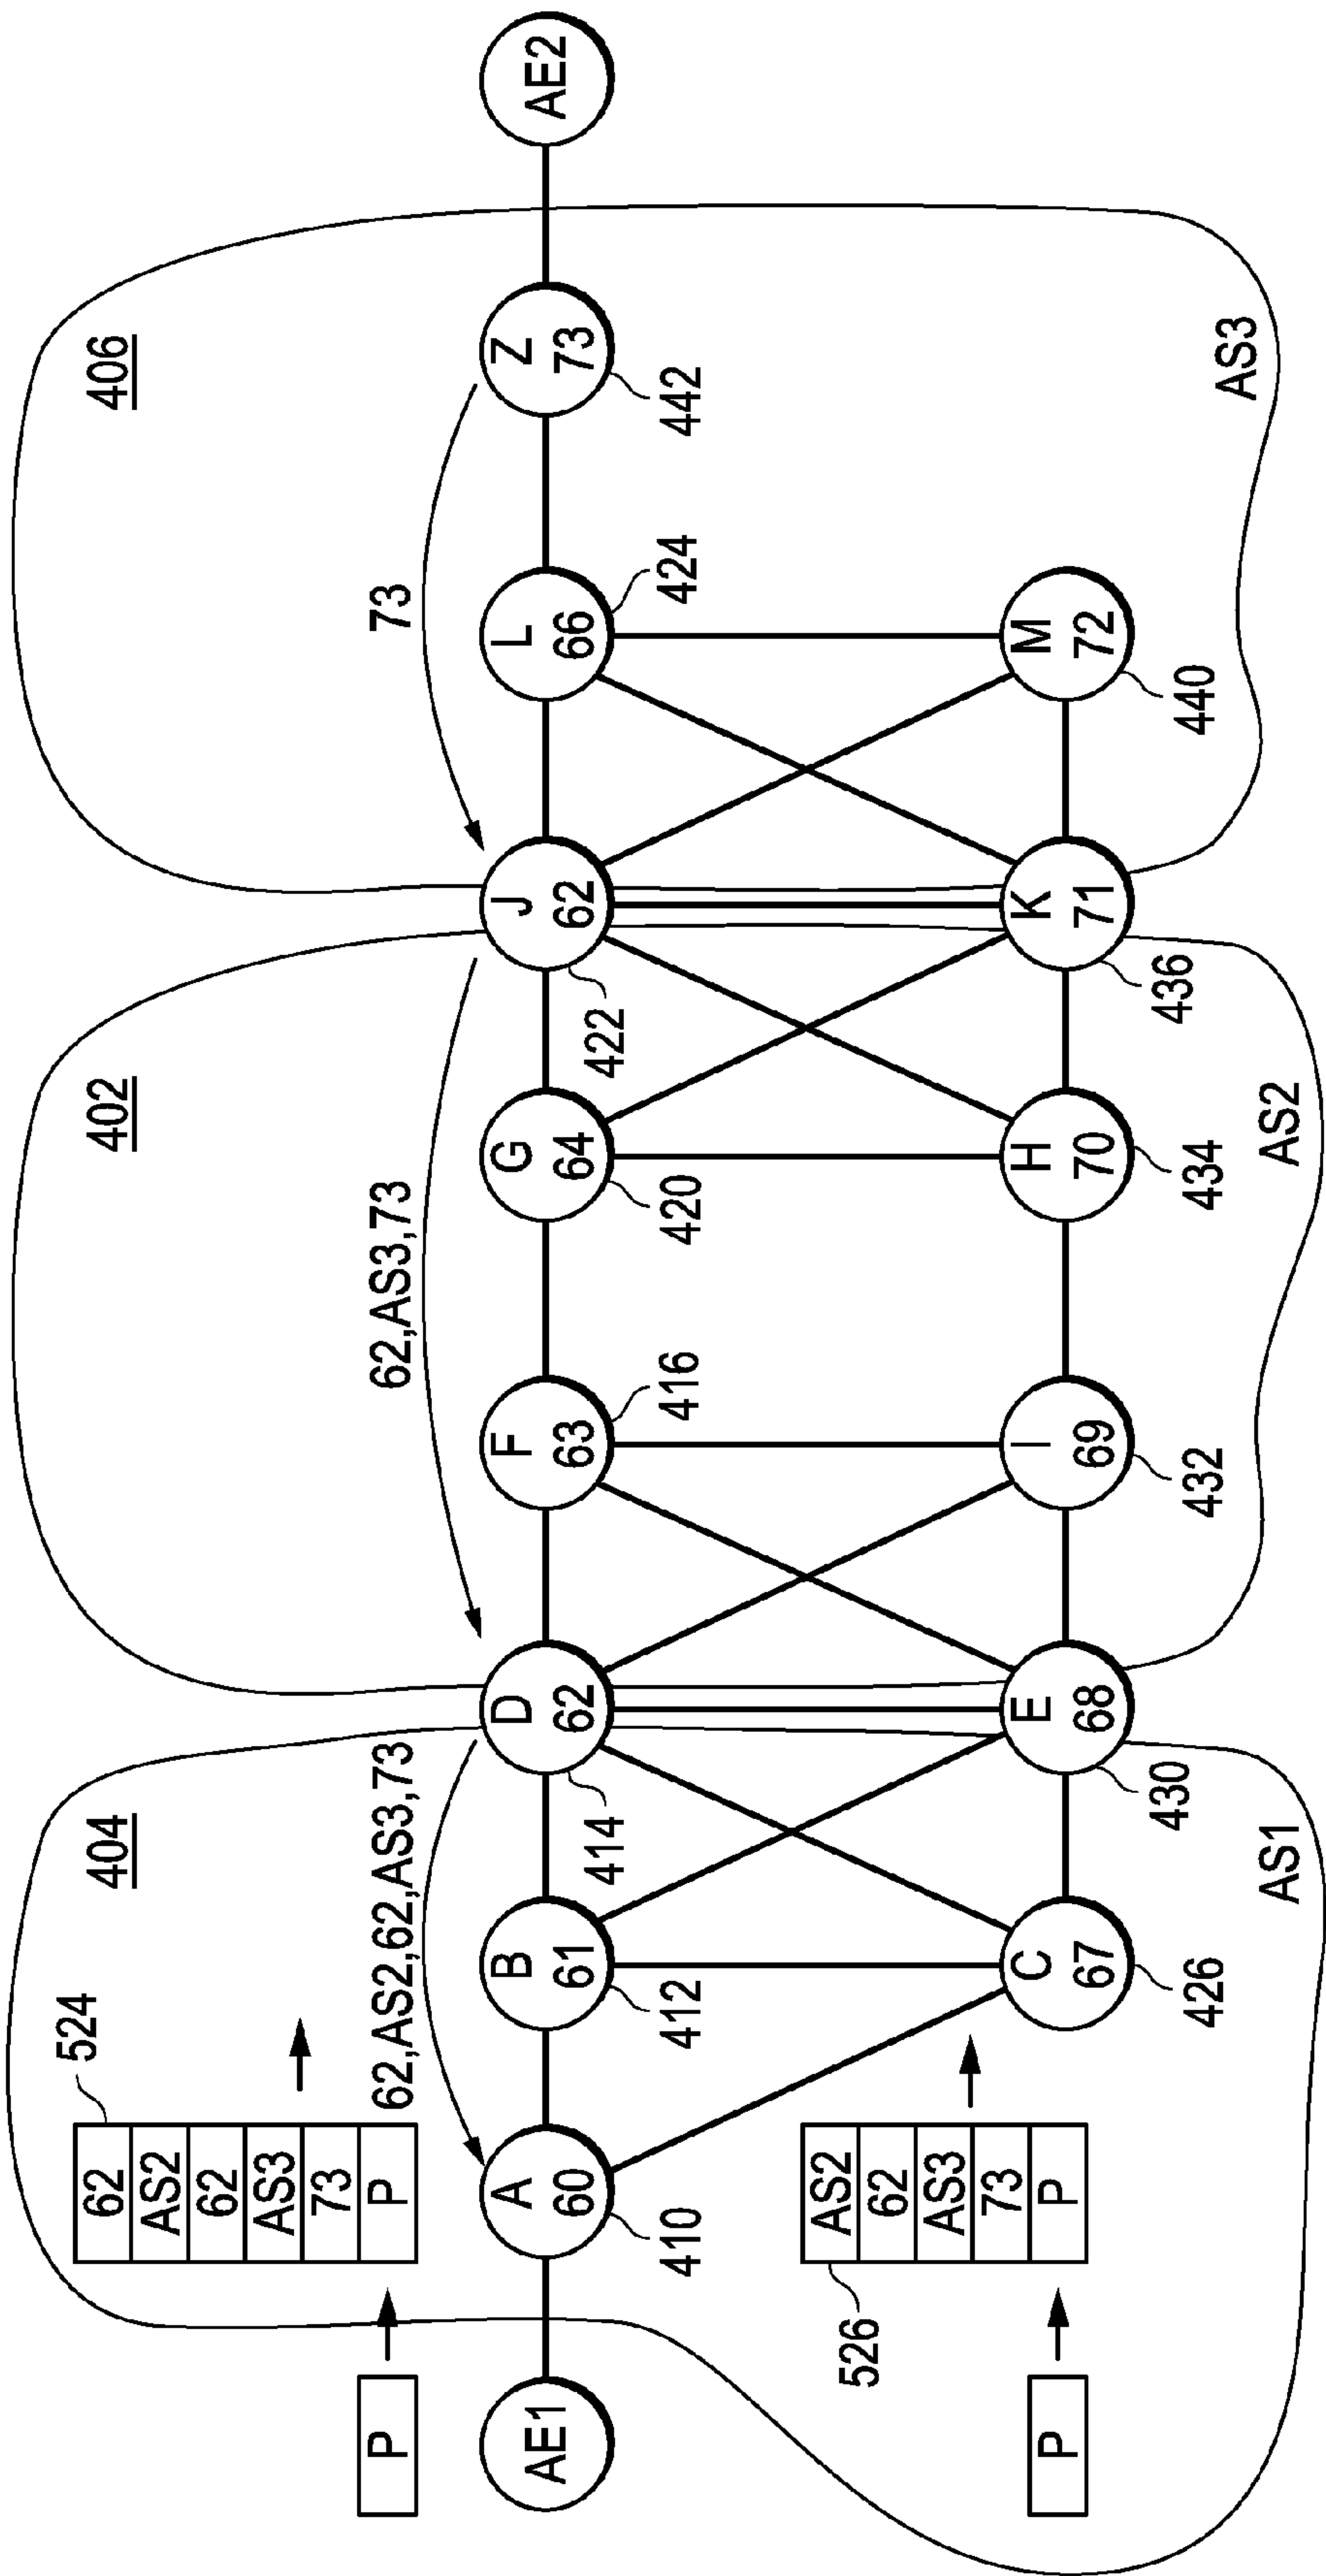 404
402
406
524
62
AS2
62
AS3
73
P
P
62,AS2,62,AS3,73
62,AS3,73
73
AE1
A
60
410
B
61
412
D
62
414
F
63
416
G
64
420
J
62
422
L
66
424
Z
73
442
AE2
526
AS2
62
AS3
73
P
P
C
67
426
E
68
430
I
69
432
H
70
434
K
71
436
M
72
440
AS1
AS2
AS3